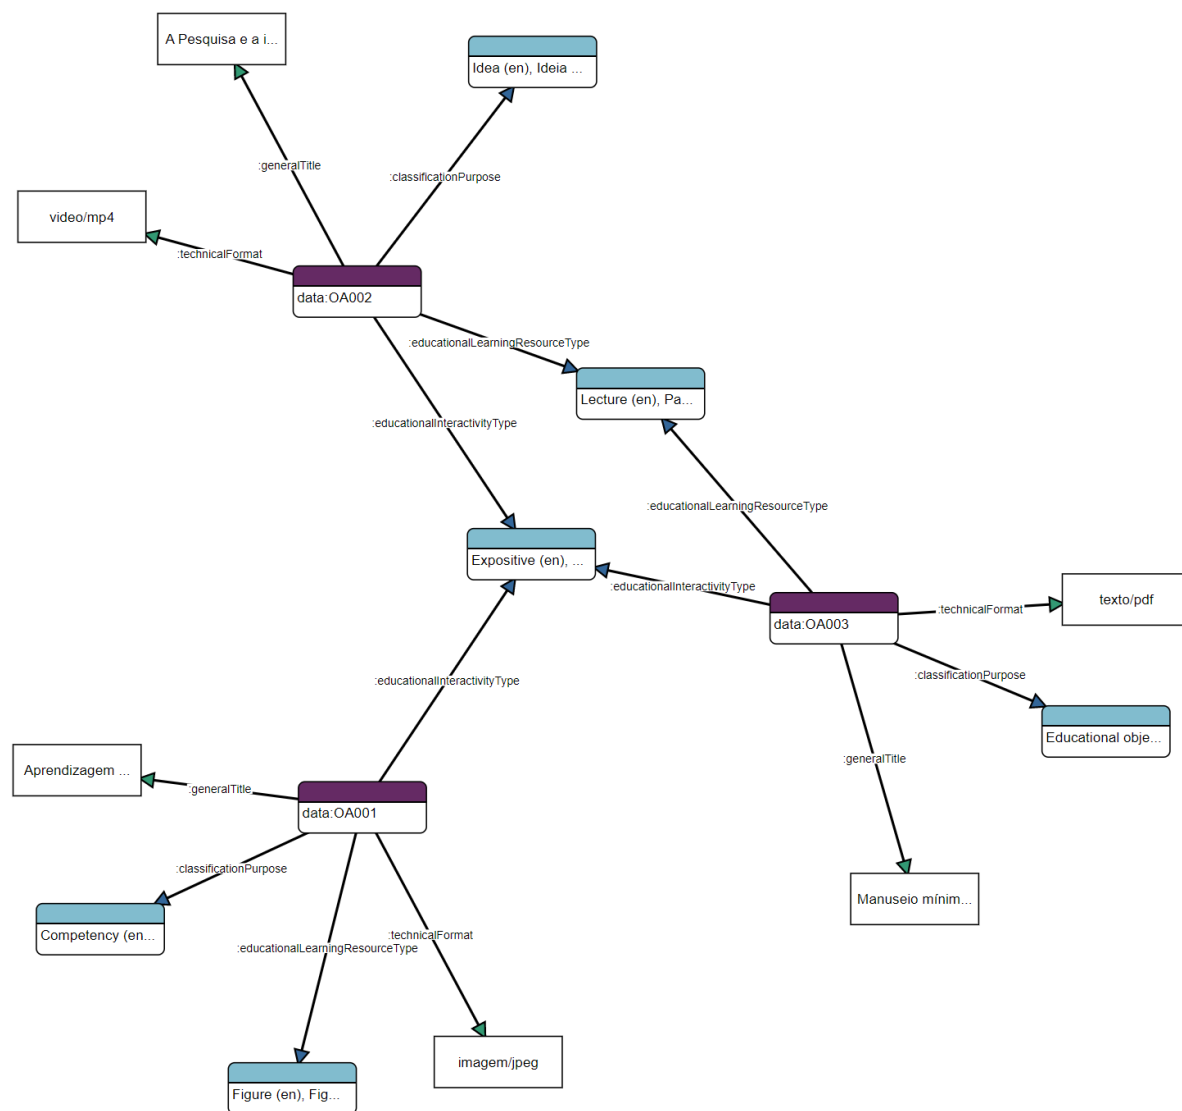 A Pesquisa e a i...
Idea (en), Ideia ...
:generalTitle
:classificationPurpose
video/mp4
:technicalFormat
data:OA002
:educationalLearningResourceType
Lecture (en), Pa...
:educationalInteractivityType
:educationalLearningResourceType
Expositive (en), ...
:educationalInteractivityType
texto/pdf
:technicalFormat
data:OA003
:classificationPurpose
:educationalInteractivityType
Educational obje...
:generalTitle
Aprendizagem ...
:generalTitle
data:OA001
:classificationPurpose
Manuseio mínim...
Competency (en...
:technicalFormat
:educationalLearningResourceType
imagem/jpeg
Figure (en), Fig...